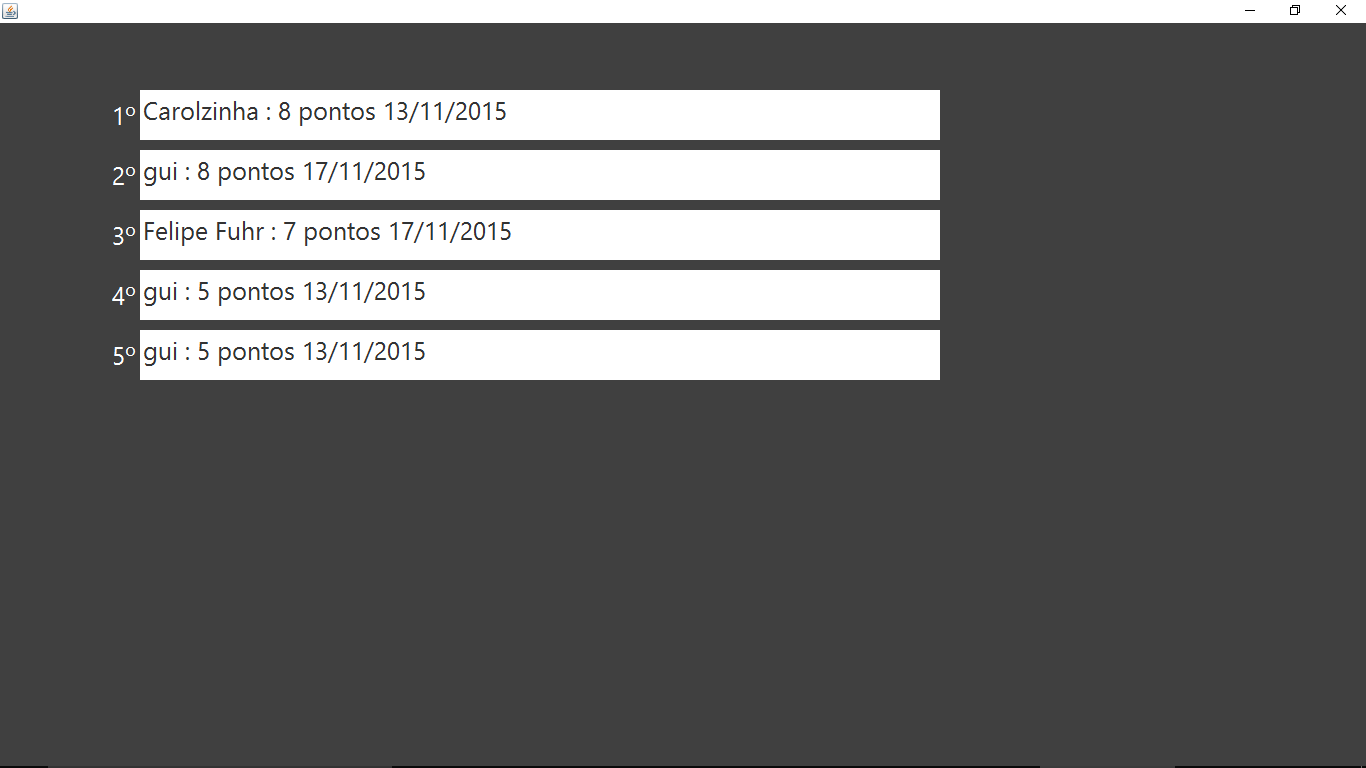 1º Carolzinha : 8 pontos 13/11/2015
2º gui : 8 pontos 17/11/2015
3º Felipe Fuhr : 7 pontos 17/11/2015
4º gui : 5 pontos 13/11/2015
5º gui : 5 pontos 13/11/2015